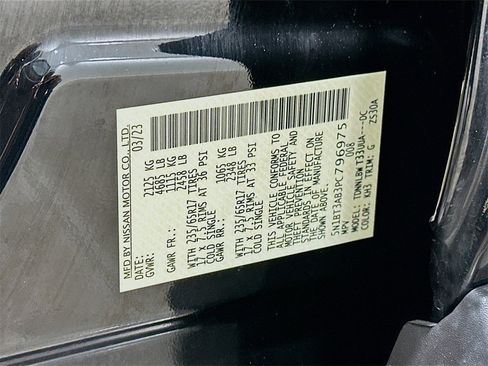 MFD BY NISSAN MOTOR CO., LTD.
DATE: 03/23
GVWR: 2125 KG
4685 LB
GAWR FR.: 1115 KG
2458 LB
WITH 235/65R17 TIRES
17 X 7.5 RIMS AT 36 PSI
COLD SINGLE
GAWR RR.: 1065 KG
2348 LB
WITH 235/65R17 TIRES
17 X 7.5 RIMS AT 33 PSI
COLD SINGLE
THIS VEHICLE CONFORMS TO
ALL APPLICABLE FEDERAL
MOTOR VEHICLE SAFETY AND
THEFT PREVENTION
STANDARDS IN EFFECT ON
THE DATE OF MANUFACTURE
SHOWN ABOVE.
5N1BT3AB3PC796975
MPV 7008
MODEL: TDMNLBW T33UUA---DC
COLOR: KH3 TRIM: G ZS30A